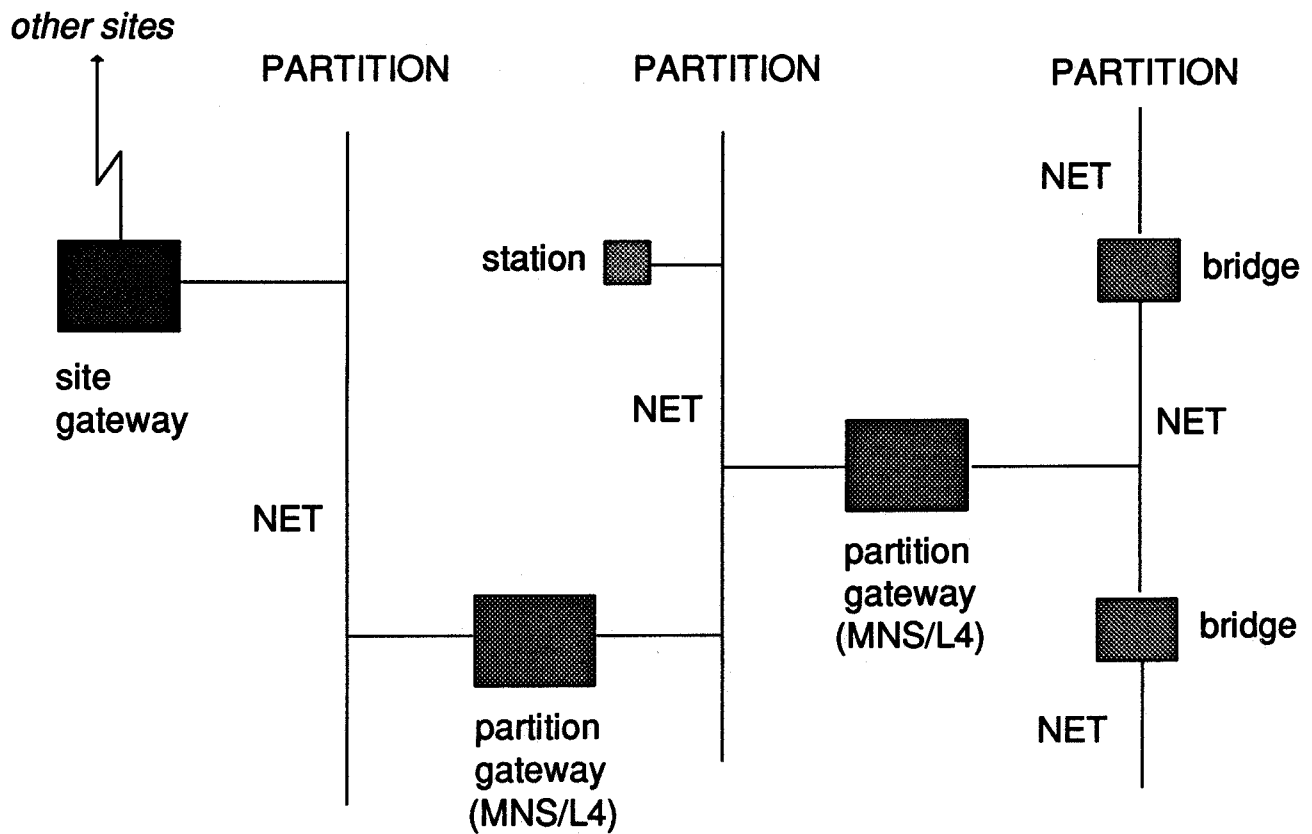 other sites
PARTITION
PARTITION
PARTITION
NET
station
bridge
site
gateway
NET
NET
NET
partition
gateway
(MNS/L4)
bridge
partition
gateway
(MNS/L4)
NET